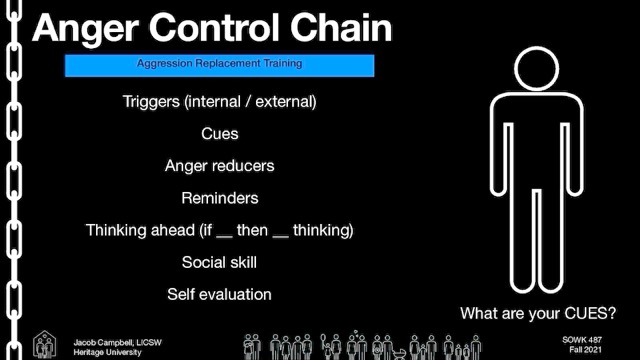 Anger Control Chain
Aggression Replacement Training
Triggers (internal / external)
Cues
Anger reducers
Reminders
Thinking ahead (if __ then __ thinking)
Social skill
Self evaluation
What are your CUES?
Jacob Campbell, LICSW
Heritage University
SOWK 487
Fall 2021